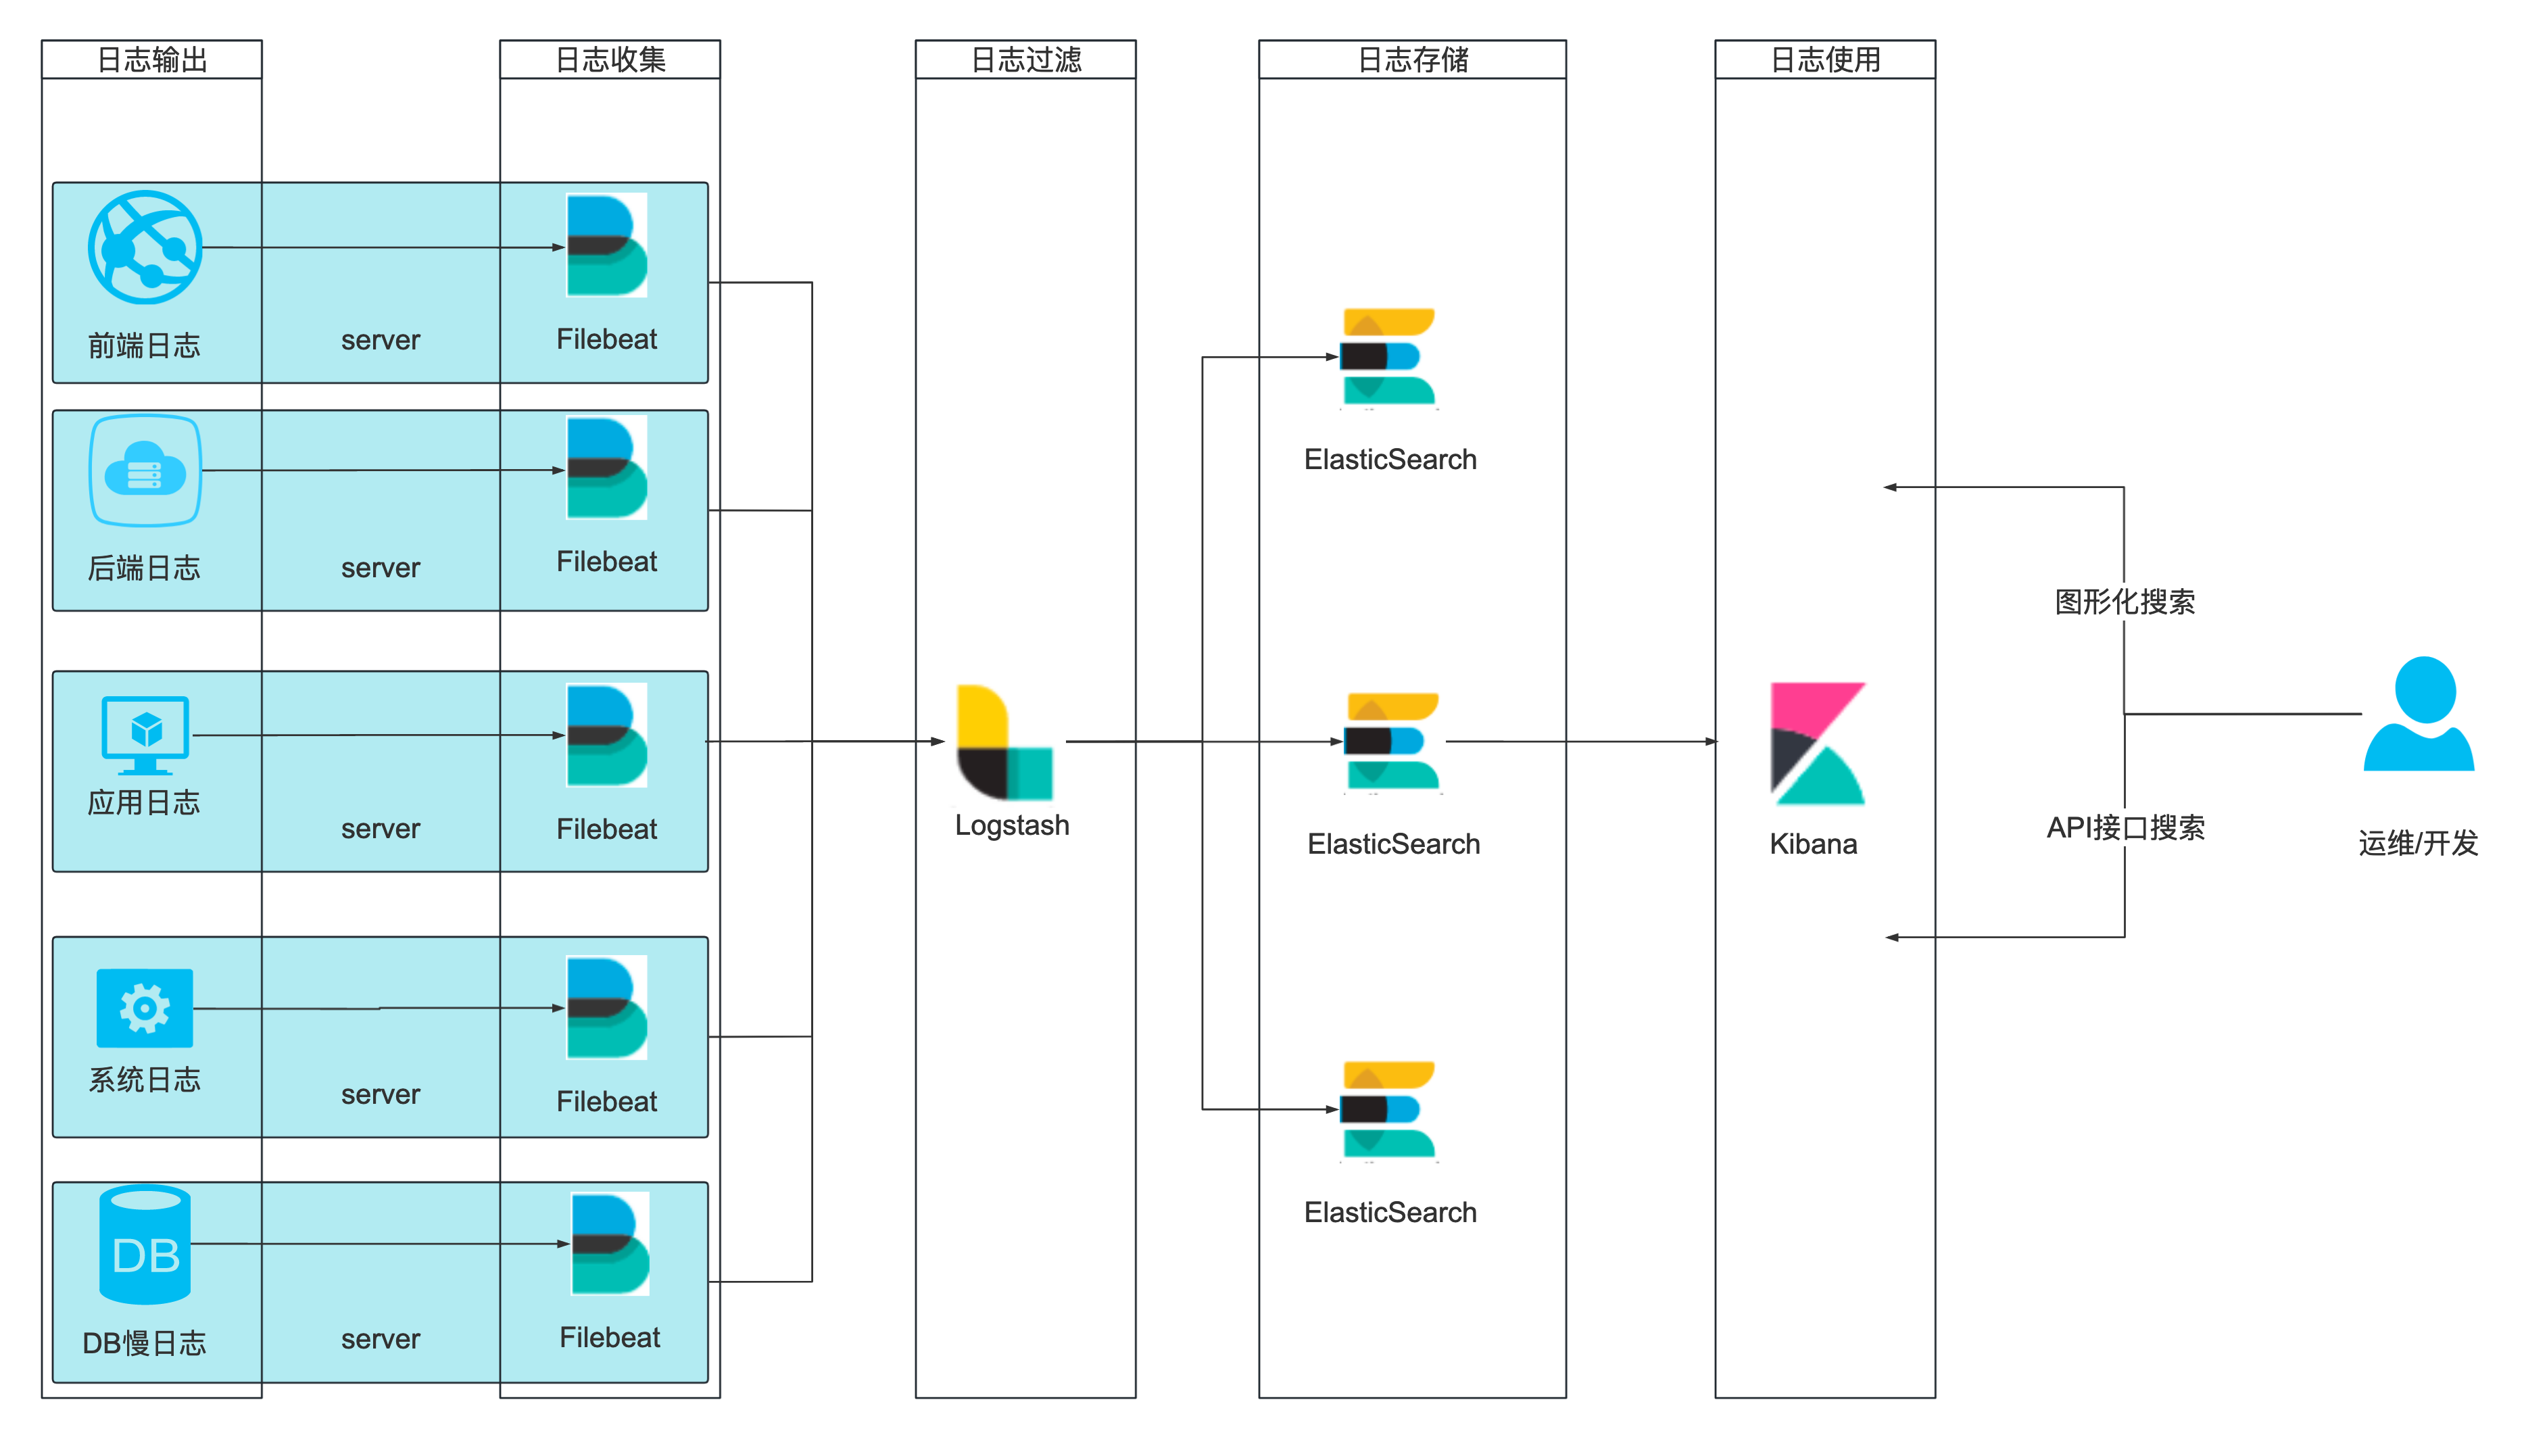 日志输出
日志收集
日志过滤
日志存储
日志使用
前端日志
server
Filebeat
后端日志
server
Filebeat
应用日志
server
Filebeat
系统日志
server
Filebeat
DB
DB慢日志
server
Filebeat
Logstash
ElasticSearch
ElasticSearch
ElasticSearch
Kibana
图形化搜索
API接口搜索
运维/开发